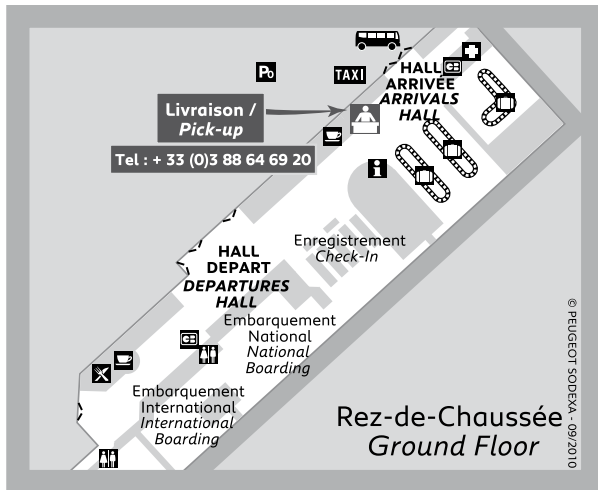 P₀
TAXI
HALL
ARRIVÉE
ARRIVALS
HALL
Livraison /
Pick-up
Tel : + 33 (0)3 88 64 69 20
i
Enregistrement
Check-In
HALL
DEPART
DEPARTURES
HALL
Embarquement
National
National
Boarding
Embarquement
International
International
Boarding
Rez-de-Chaussée
Ground Floor
© PEUGEOT SODEXA - 09/2010